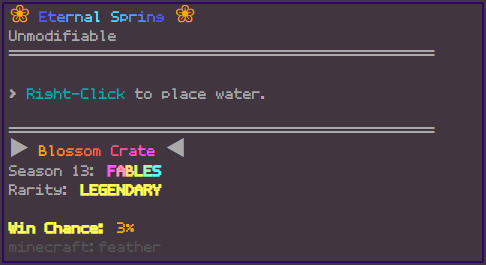 ❀ Eternal Spring ❀
Unmodifiable
> Right-Click to place water.
▶ Blossom Crate ◀
Season 13: FABLES
Rarity: LEGENDARY
Win Chance: 3%
minecraft:feather